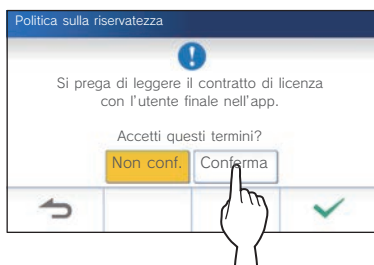 Politica sulla riservatezza
Si prega di leggere il contratto di licenza
con l'utente finale nell'app.
Accetti questi termini?
Non conf. Conferma